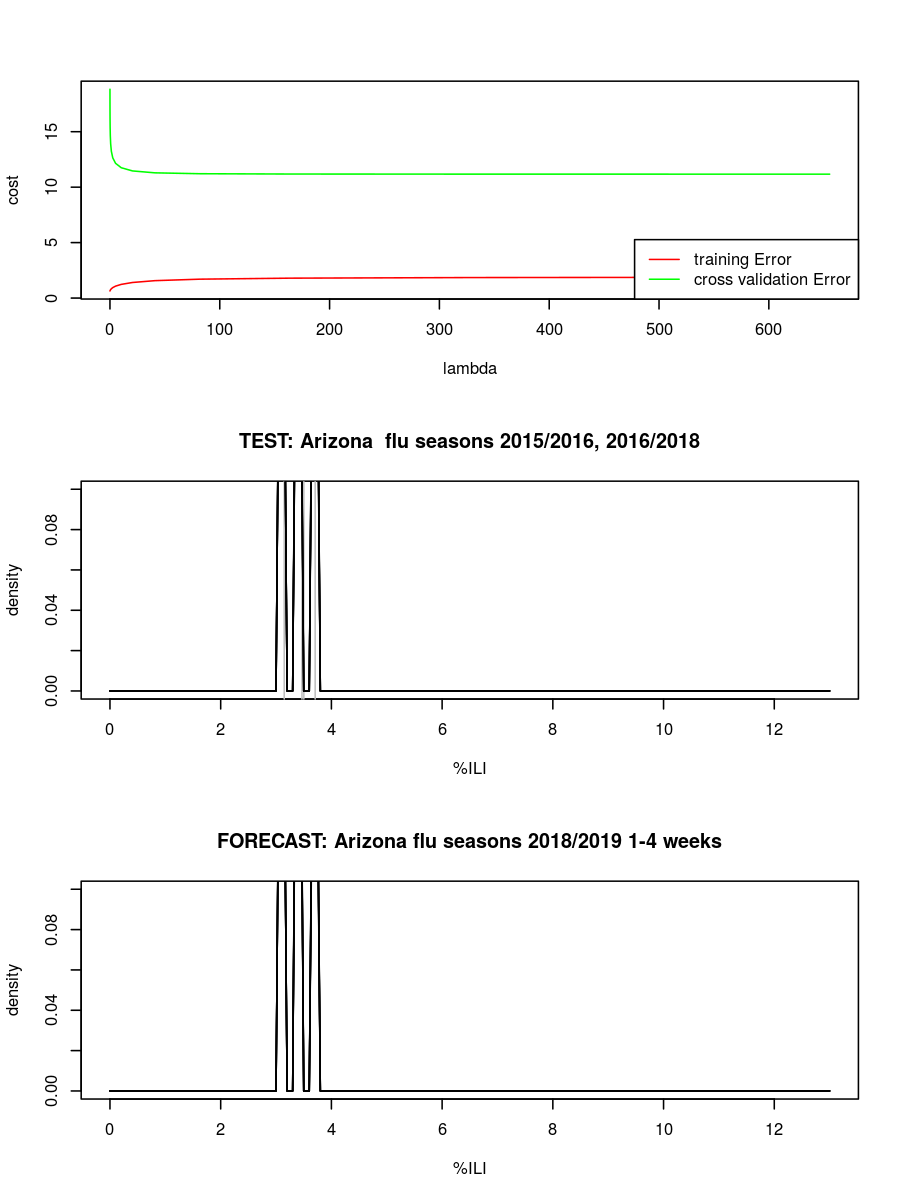 15
10
5
0
cost
training Error
cross validation Error
0 100 200 300 400 500 600
lambda
TEST: Arizona  flu seasons 2015/2016, 2016/2018
0.08
0.04
0.00
density
0 2 4 6 8 10 12
%ILI
FORECAST: Arizona flu seasons 2018/2019 1-4 weeks
0.08
0.04
0.00
density
0 2 4 6 8 10 12
%ILI